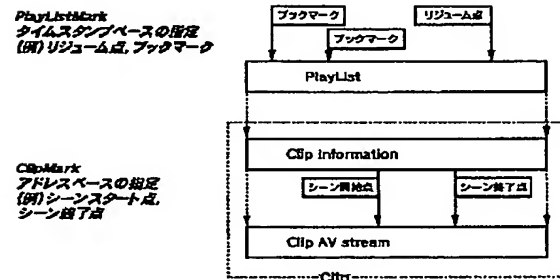 PlayListMark
タイムスタンプベースの指定
(例) リジューム点, ブックマーク
ブックマーク
リジューム点
ブックマーク
PlayList
ClipMark
アドレスベースの指定
(例) シーンスタート点,
シーン終了点
Clip Information
シーン開始点
シーン終了点
Clip AV stream
Clip